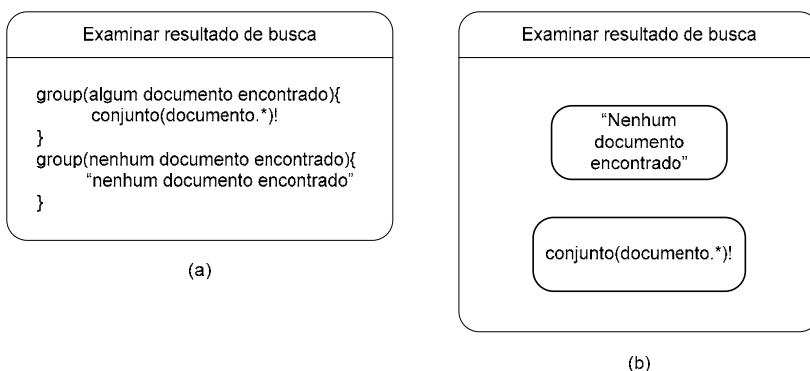 Examinar resultado de busca
group(algum documento encontrado){
conjunto(documento.*)!
}
group(nenhum documento encontrado){
“nenhum documento encontrado”
}
(a)
Examinar resultado de busca
“Nenhum
documento
encontrado”
conjunto(documento.*)!
(b)